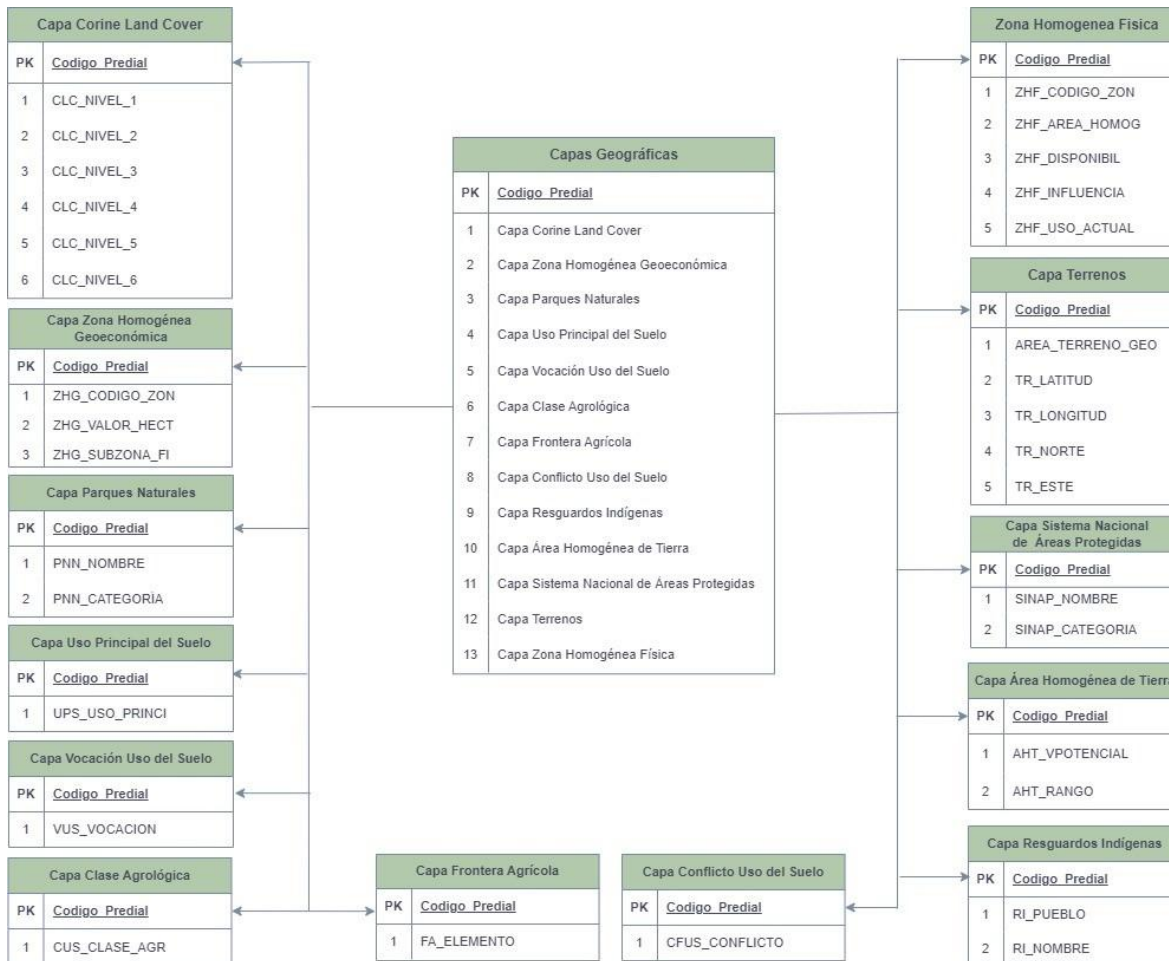 Capa Corine Land Cover
PK Codigo_Predial
1 CLC_NIVEL_1
2 CLC_NIVEL_2
3 CLC_NIVEL_3
4 CLC_NIVEL_4
5 CLC_NIVEL_5
6 CLC_NIVEL_6
Capa Zona Homogénea
Geoeconómica
PK Codigo_Predial
1 ZHG_CODIGO_ZON
2 ZHG_VALOR_HECT
3 ZHG_SUBZONA_FI
Capa Parques Naturales
PK Codigo_Predial
1 PNN_NOMBRE
2 PNN_CATEGORÍA
Capa Uso Principal del Suelo
PK Codigo_Predial
1 UPS_USO_PRINCI
Capa Vocación Uso del Suelo
PK Codigo_Predial
1 VUS_VOCACION
Capa Clase Agrológica
PK Codigo_Predial
1 CUS_CLASE_AGR
Capas Geográficas
PK Codigo_Predial
1 Capa Corine Land Cover
2 Capa Zona Homogénea Geoeconómica
3 Capa Parques Naturales
4 Capa Uso Principal del Suelo
5 Capa Vocación Uso del Suelo
6 Capa Clase Agrológica
7 Capa Frontera Agrícola
8 Capa Conflicto Uso del Suelo
9 Capa Resguardos Indígenas
10 Capa Área Homogénea de Tierra
11 Capa Sistema Nacional de Áreas Protegidas
12 Capa Terrenos
13 Capa Zona Homogénea Física
Capa Frontera Agrícola
PK Codigo_Predial
1 FA_ELEMENTO
Capa Conflicto Uso del Suelo
PK Codigo_Predial
1 CFUS_CONFLICTO
Zona Homogenea Fisica
PK Codigo_Predial
1 ZHF_CODIGO_ZON
2 ZHF_AREA_HOMOG
3 ZHF_DISPONIBIL
4 ZHF_INFLUENCIA
5 ZHF_USO_ACTUAL
Capa Terrenos
PK Codigo_Predial
1 AREA_TERRENO_GEO
2 TR_LATITUD
3 TR_LONGITUD
4 TR_NORTE
5 TR_ESTE
Capa Sistema Nacional
de Áreas Protegidas
PK Codigo_Predial
1 SINAP_NOMBRE
2 SINAP_CATEGORIA
Capa Área Homogénea de Tierra
PK Codigo_Predial
1 AHT_VPOTENCIAL
2 AHT_RANGO
Capa Resguardos Indígenas
PK Codigo_Predial
1 RI_PUEBLO
2 RI_NOMBRE